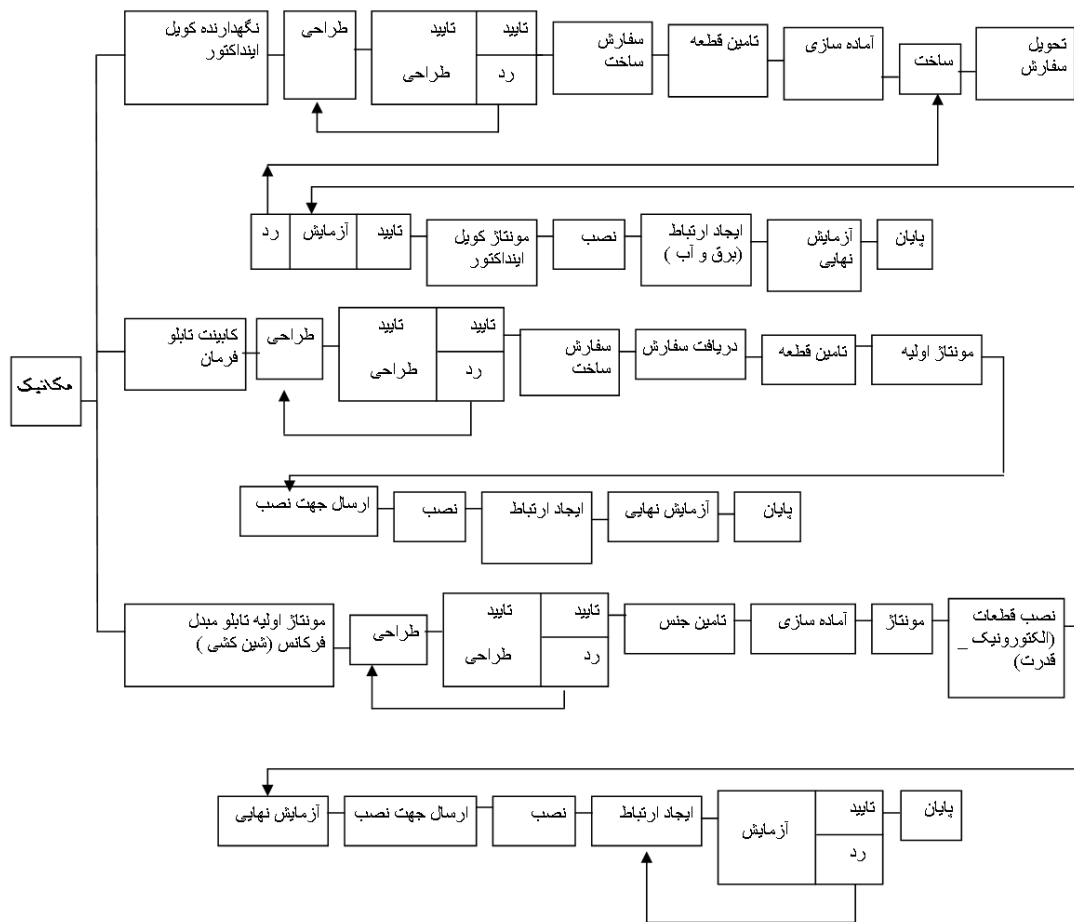 نگهدارنده کویل
اینداکتور
طراحی
تایید
طراحی
تایید
رد
سفارش
ساخت
تامین قطعه
آماده سازی
ساخت
تحویل
سفارش
رد
آزمایش
تایید
مونتاژ کویل
اینداکتور
نصب
ایجاد ارتباط
(برق و آب )
آزمایش
نهایی
پایان
کابینت تابلو
فرمان
طراحی
تایید
طراحی
تایید
رد
سفارش
ساخت
دریافت سفارش
تامین قطعه
مونتاژ اولیه
مکانیک
ارسال جهت نصب
نصب
ایجاد ارتباط
آزمایش نهایی
پایان
مونتاژ اولیه تابلو مبدل
فرکانس (شین کشی )
طراحی
تایید
طراحی
تایید
رد
تامین جنس
آماده سازی
مونتاژ
نصب قطعات
(الکتورونیک _
قدرت)
آزمایش نهایی
ارسال جهت نصب
نصب
ایجاد ارتباط
آزمایش
تایید
رد
پایان